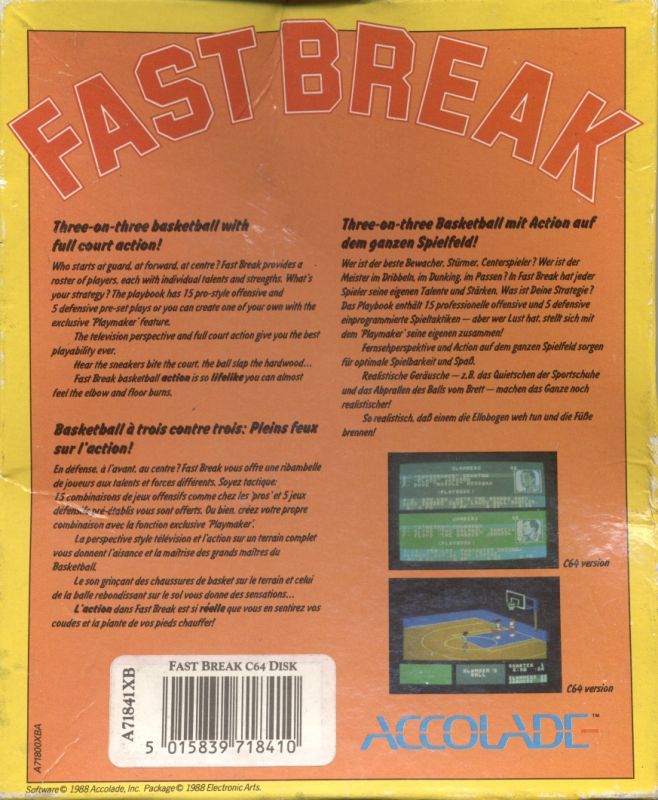 FAST BREAK
Three-on-three basketball with
full court action!
Who starts at guard, at forward, at centre? Fast Break provides a
roster of players, each with individual talents and strengths. What's
your strategy? The playbook has 15 pro-style offensive and
5 defensive pre-set plays or you can create one of your own with the
exclusive 'Playmaker' feature.
The television perspective and full court action give you the best
playability ever.
Hear the sneakers bite the court, the ball slap the hardwood...
Fast Break basketball action is so lifelike you can almost
feel the elbow and floor burns.
Basketball à trois contre trois: Pleins feux
sur l'action!
En défense, à l'avant, au centre? Fast Break vous offre une ribambelle
de joueurs aux talents et forces différents. Soyez tactique:
15 combinaisons de jeux offensifs comme chez les 'pros' et 5 jeux
défensifs pré-établis vous sont offerts. Ou bien, créez votre propre
combinaison avec la fonction exclusive 'Playmaker'.
La perspective style télévision et l'action sur un terrain complet
vous donnent l'aisance et la maîtrise des grands maîtres du
Basketball.
Le son grinçant des chaussures de basket sur le terrain et celui
de la balle rebondissant sur le sol vous donne des sensations...
L'action dans Fast Break est si réelle que vous en sentirez vos
coudes et la plante de vos pieds chauffer!
Three-on-three Basketball mit Action auf
dem ganzen Spielfeld!
Wer ist der beste Bewacher, Stürmer, Centerspieler? Wer ist der
Meister im Dribbeln, im Dunking, im Passen? In Fast Break hat jeder
Spieler seine eigenen Talente und Stärken. Was ist Deine Strategie?
Das Playbook enthält 15 professionelle offensive und 5 defensive
einprogrammierte Spieltaktiken — aber wer Lust hat, stellt sich mit
dem 'Playmaker' seine eigenen zusammen!
Fernsehperspektive und Action auf dem ganzen Spielfeld sorgen
für optimale Spielbarkeit und Spaß.
Realistische Geräusche — z.B. das Quietschen der Sportschuhe
und das Abprallen des Balls vom Brett — machen das Ganze noch
realistischer!
So realistisch, daß einem die Ellobogen weh tun und die Füße
brennen!
SLAMMERS
PLAYBOOK
JAMMERS
PLAYBOOK
C64 version
SLAMMER'S
BALL
QUARTER 1
C64 version
ACCOLADE™
A71841XB
FAST BREAK C64 DISK
5 015839 718410
A71800XBA
Software © 1988 Accolade, Inc. Package © 1988 Electronic Arts.